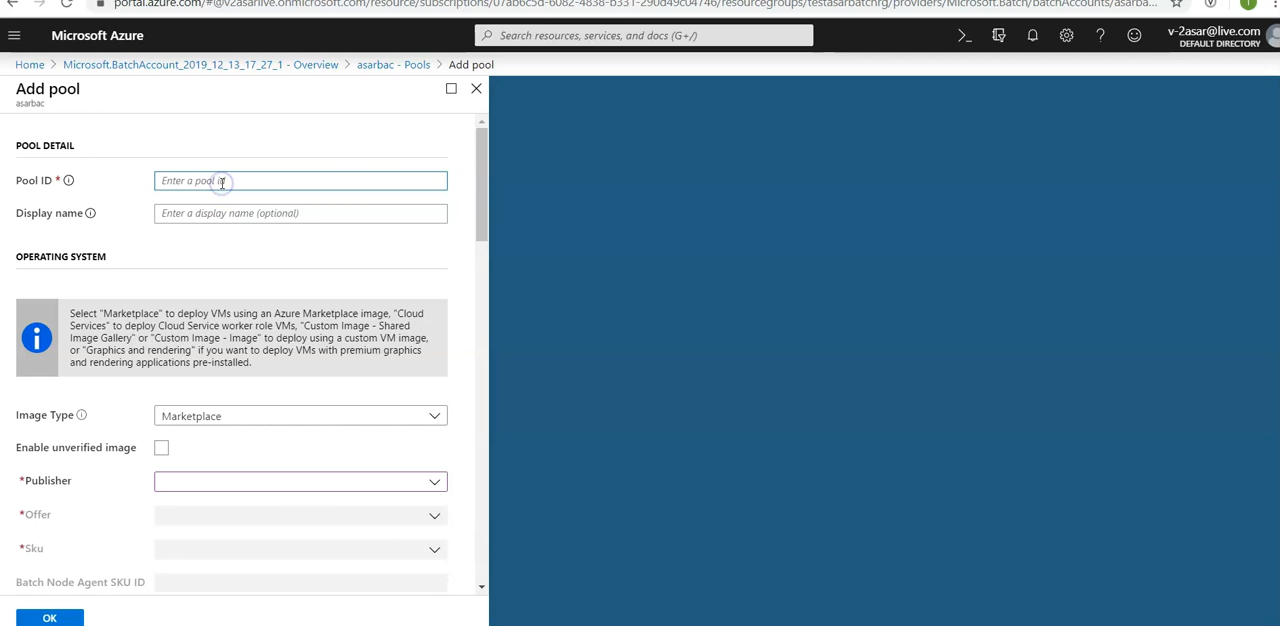 portal.azure.com/#@v2asarlive.onmicrosoft.com/resource/subscriptions/07ab6c5d-6082-4838-b331-290d49c04746/resourcegroups/testasarbatchrg/providers/Microsoft.Batch/batchAccounts/asarba...
Microsoft Azure
Search resources, services, and docs (G+/)
v-2asar@live.com
DEFAULT DIRECTORY
Home > Microsoft.BatchAccount_2019_12_13_17_27_1 - Overview > asarbac - Pools > Add pool
Add pool
asarbac
POOL DETAIL
Pool ID *
Enter a pool id
Display name
Enter a display name (optional)
OPERATING SYSTEM
Select "Marketplace" to deploy VMs using an Azure Marketplace image, "Cloud
Services" to deploy Cloud Service worker role VMs, "Custom Image - Shared
Image Gallery" or "Custom Image - Image" to deploy using a custom VM image,
or "Graphics and rendering" if you want to deploy VMs with premium graphics
and rendering applications pre-installed.
Image Type
Marketplace
Enable unverified image
*Publisher
*Offer
*Sku
Batch Node Agent SKU ID
OK